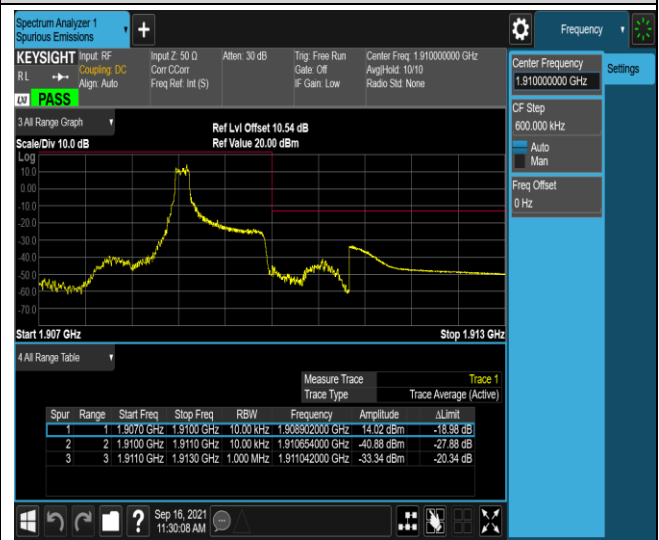 Spectrum Analyzer 1
Spurious Emissions
+
Frequency
KEYSIGHT Input: RF Input Z: 50 Ω Atten: 30 dB Trig: Free Run Center Freq: 1.910000000 GHz
RL Coupling: DC Corr CCorr Gate: Off Avg|Hold: 10/10
Align: Auto Freq Ref: Int (S) IF Gain: Low Radio Std: None
LXI PASS
Center Frequency
1.910000000 GHz
Settings
CF Step
600.000 kHz
Auto
Man
Freq Offset
0 Hz
3 All Range Graph
Ref Lvl Offset 10.54 dB
Scale/Div 10.0 dB Ref Value 20.00 dBm
Log
10.0
0.00
-10.0
-20.0
-30.0
-40.0
-50.0
-60.0
-70.0
Start 1.907 GHz Stop 1.913 GHz
4 All Range Table
Measure Trace Trace 1
Trace Type Trace Average (Active)
Spur Range Start Freq Stop Freq RBW Frequency Amplitude ΔLimit
1 1 1.9070 GHz 1.9100 GHz 10.00 kHz 1.908902000 GHz 14.02 dBm -18.98 dB
2 2 1.9100 GHz 1.9110 GHz 10.00 kHz 1.910654000 GHz -40.88 dBm -27.88 dB
3 3 1.9110 GHz 1.9130 GHz 1.000 MHz 1.911042000 GHz -33.34 dBm -20.34 dB
? Sep 16, 2021
11:30:08 AM